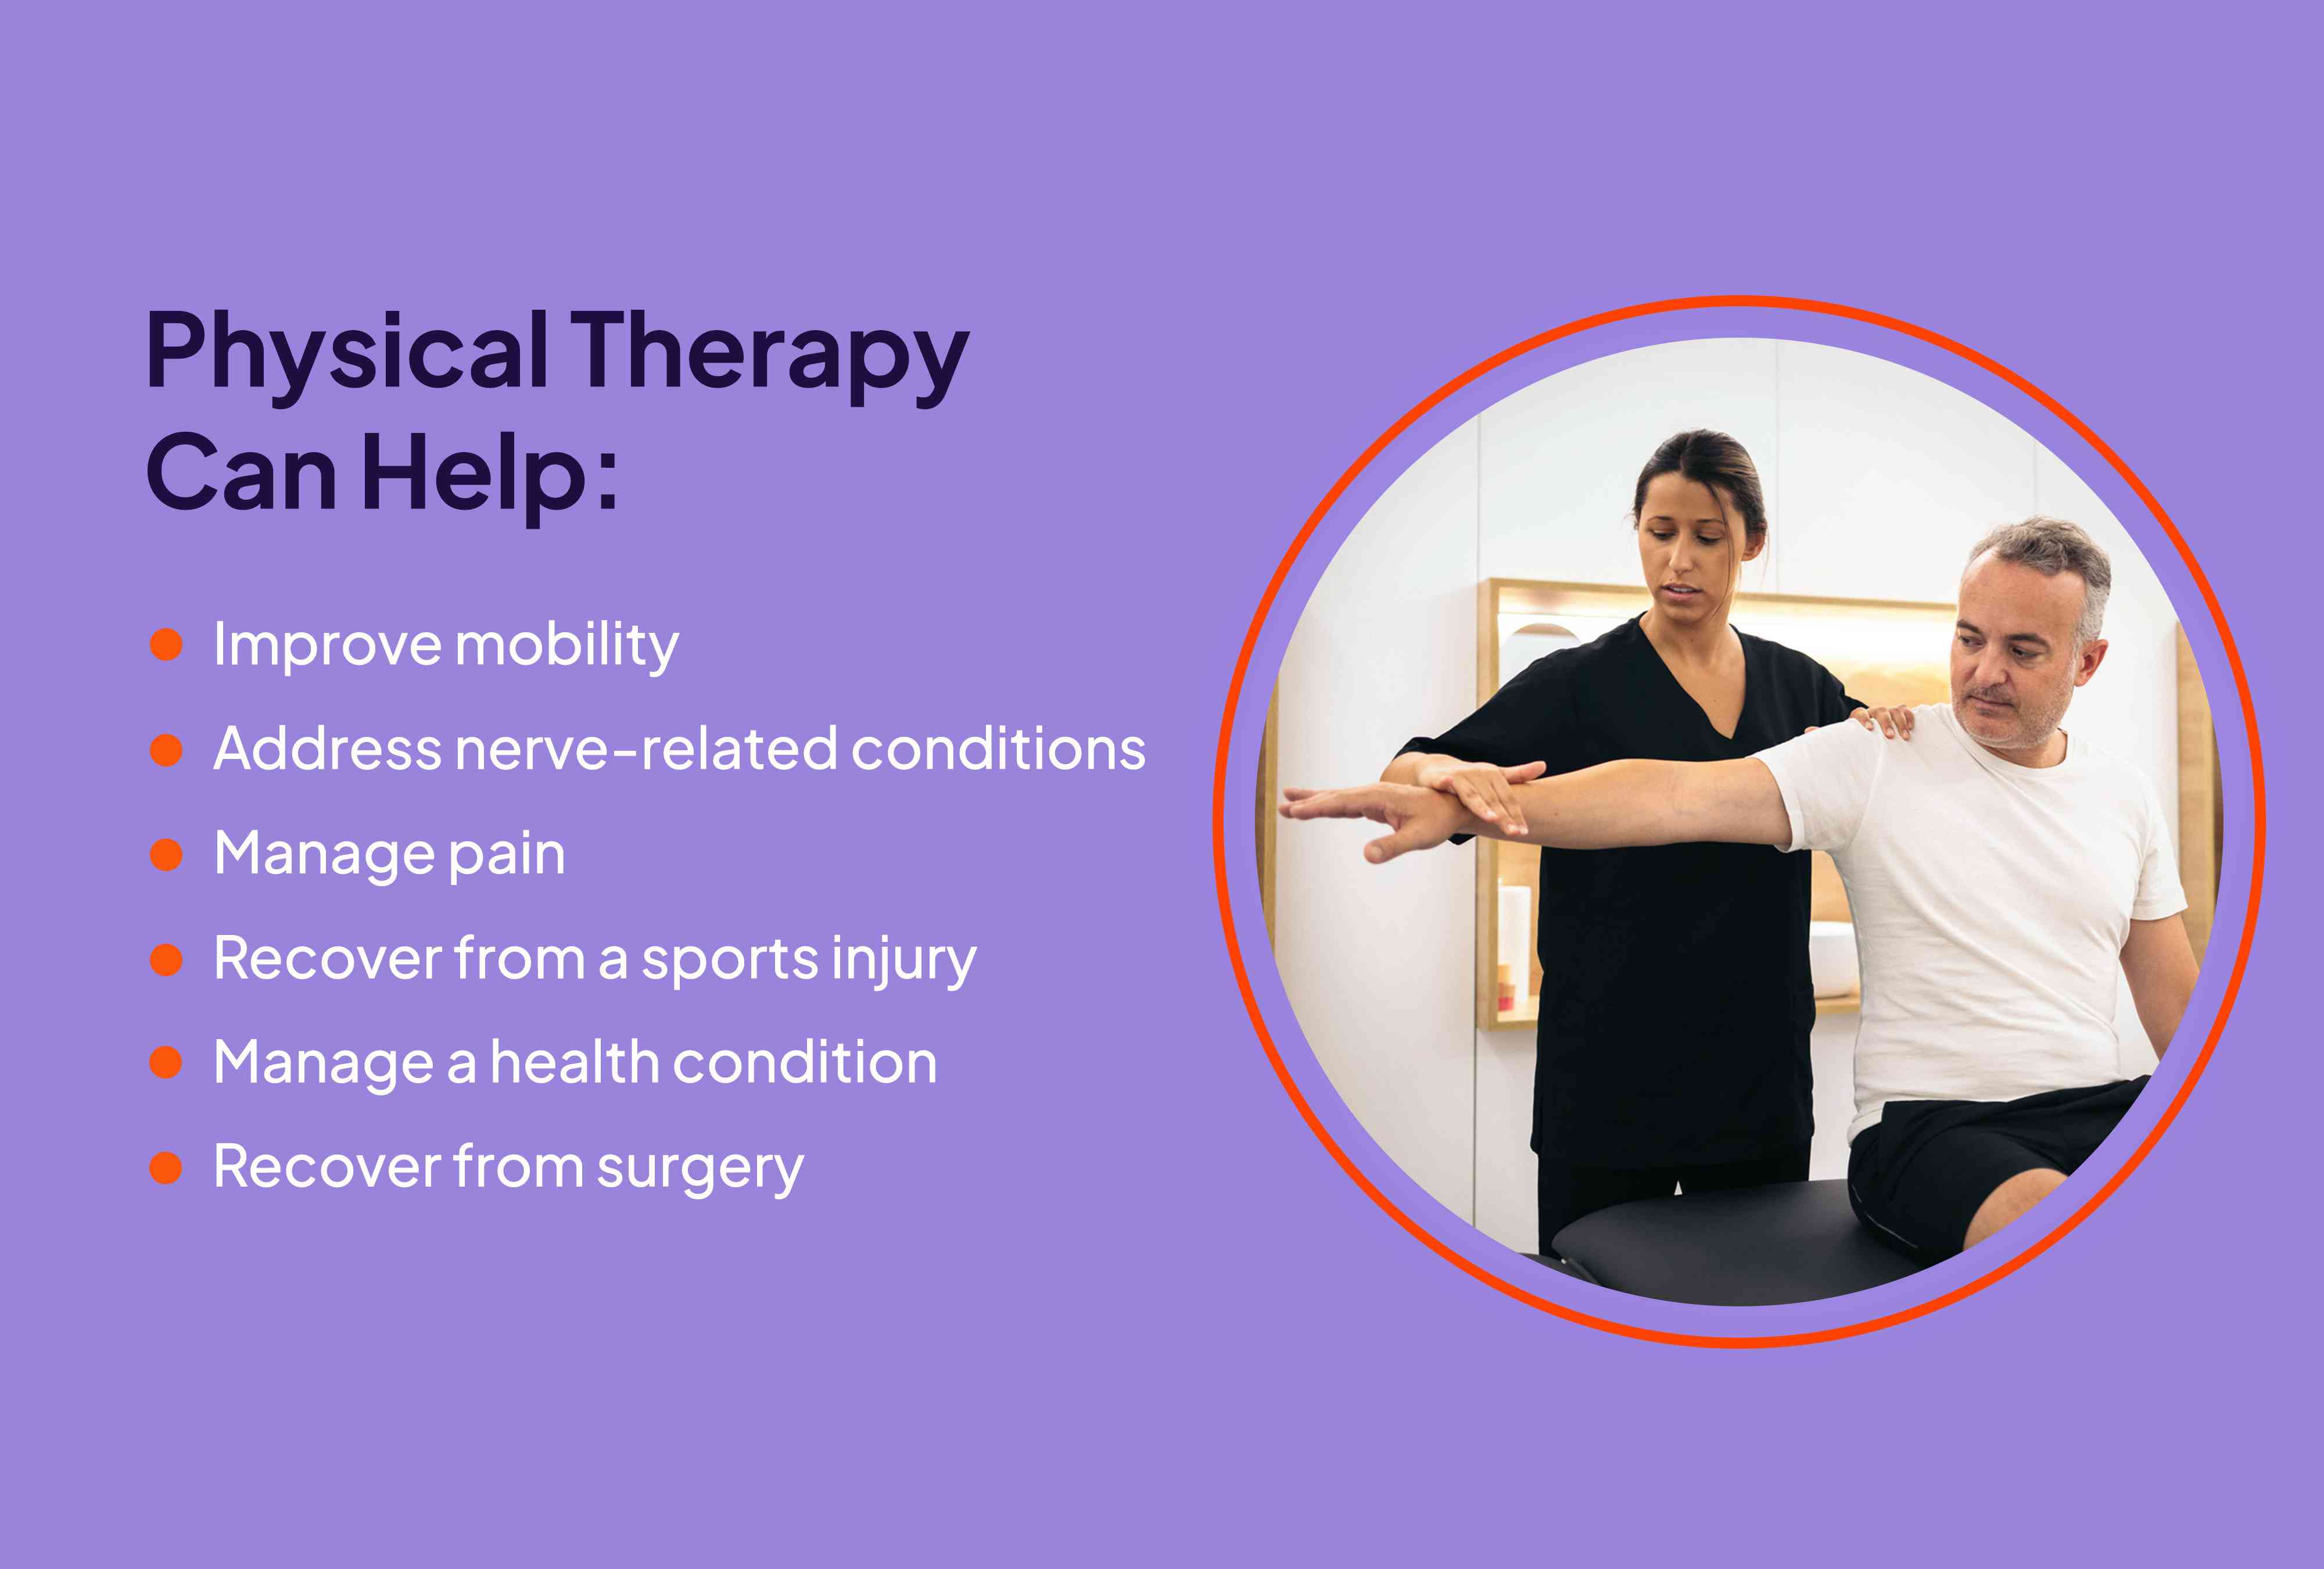 Physical Therapy
Can Help:
Improve mobility
Address nerve-related conditions
Manage pain
Recover from a sports injury
Manage a health condition
Recover from surgery